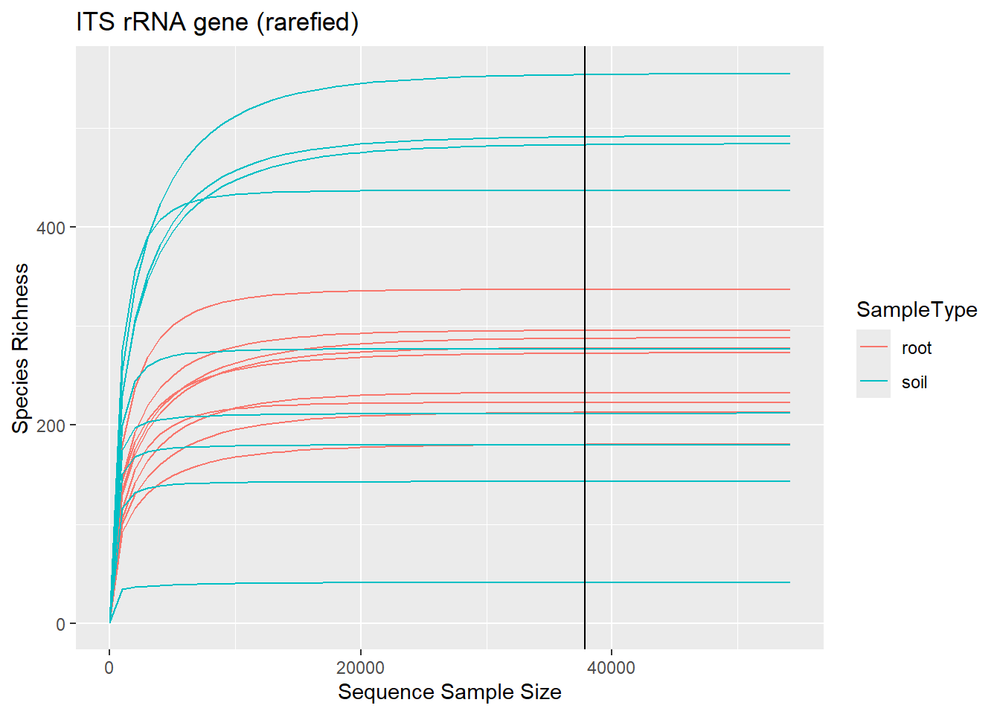 ITS rRNA gene (rarefied)
Species Richness
400
200
0
0 20000 40000
Sequence Sample Size
SampleType
root
soil